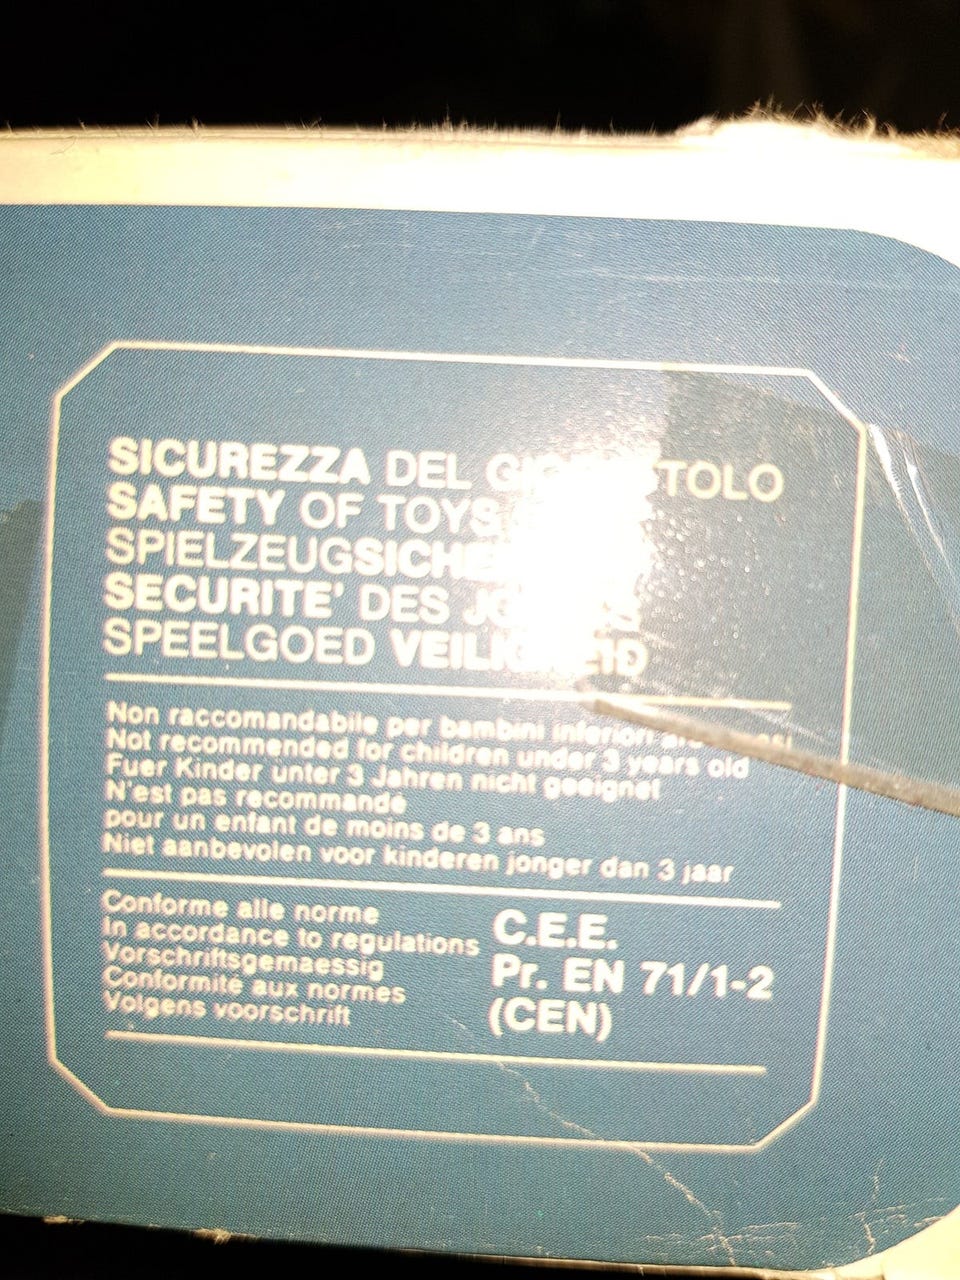 SICUREZZA DEL
SAFETY OF TOYS
SPIELZEUGSICHE
SECURITE' DES
SPEELGOED VEILIGHEID
Non raccomandabile per bambini inferiori
Not recommended for children under 3 years old
Fuer Kinder unter 3 Jahren nicht geeignet
N'est pas recommandé
pour un enfant de moins de 3 ans
Niet aanbevolen voor kinderen jonger dan 3 jaar
Conforme alle norme
In accordance to regulations
Vorschriftsgemaessig
Conformité aux normes
Volgens voorschrift
C.E.E.
Pr. EN 71/1-2
(CEN)